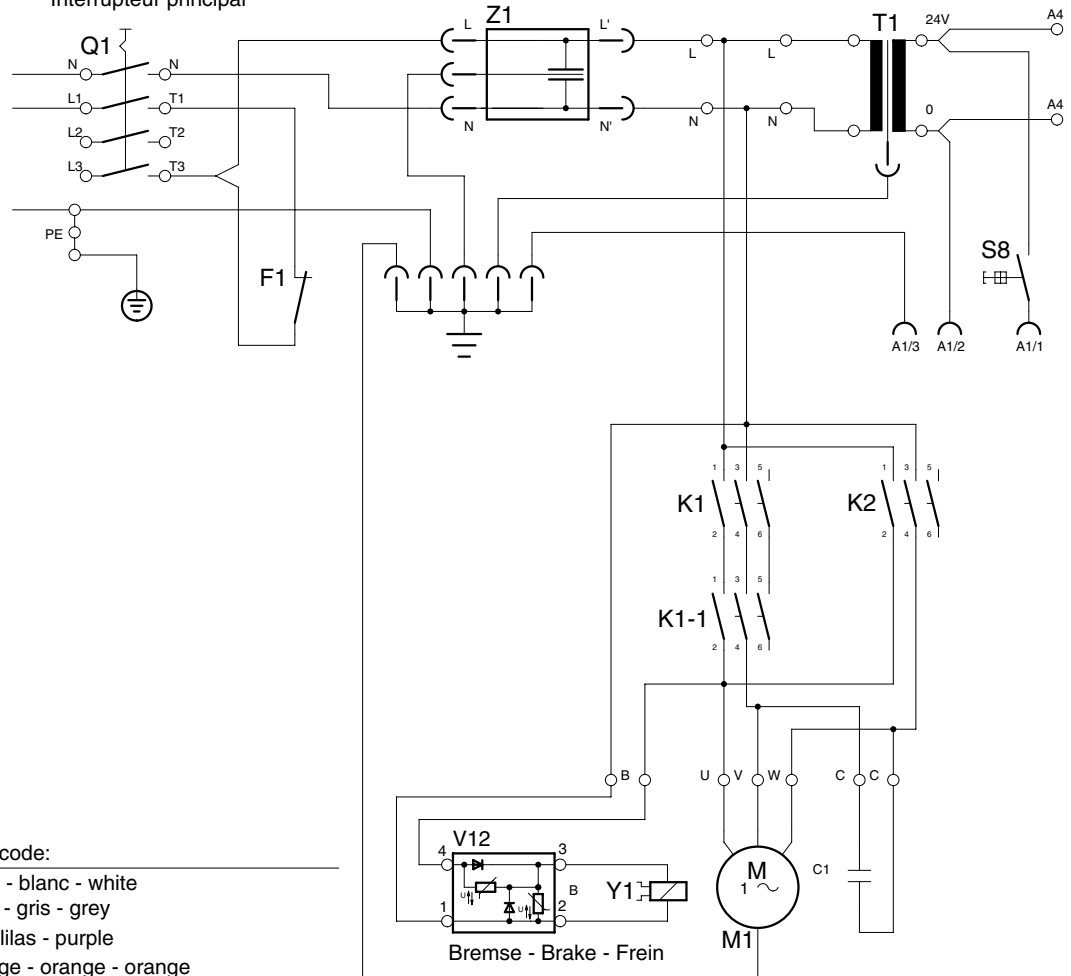 Interrupteur principal
Z1
T1
Q1
L
L'
24V
A4
N
N
L
L
L1
T1
N
N'
N
N
0
A4
L2
T2
L3
T3
PE
F1
S8
A1/3
A1/2
A1/1
1 3 5
1 3 5
K1
K2
2 4 6
2 4 6
1 3 5
K1-1
2 4 6
B
U
V
W
C
C
V12
4
3
code:
- blanc - white
M
1
C1
U
B
Y1
- gris - grey
1
U
2
lilas - purple
M1
Bremse - Brake - Frein
ge - orange - orange